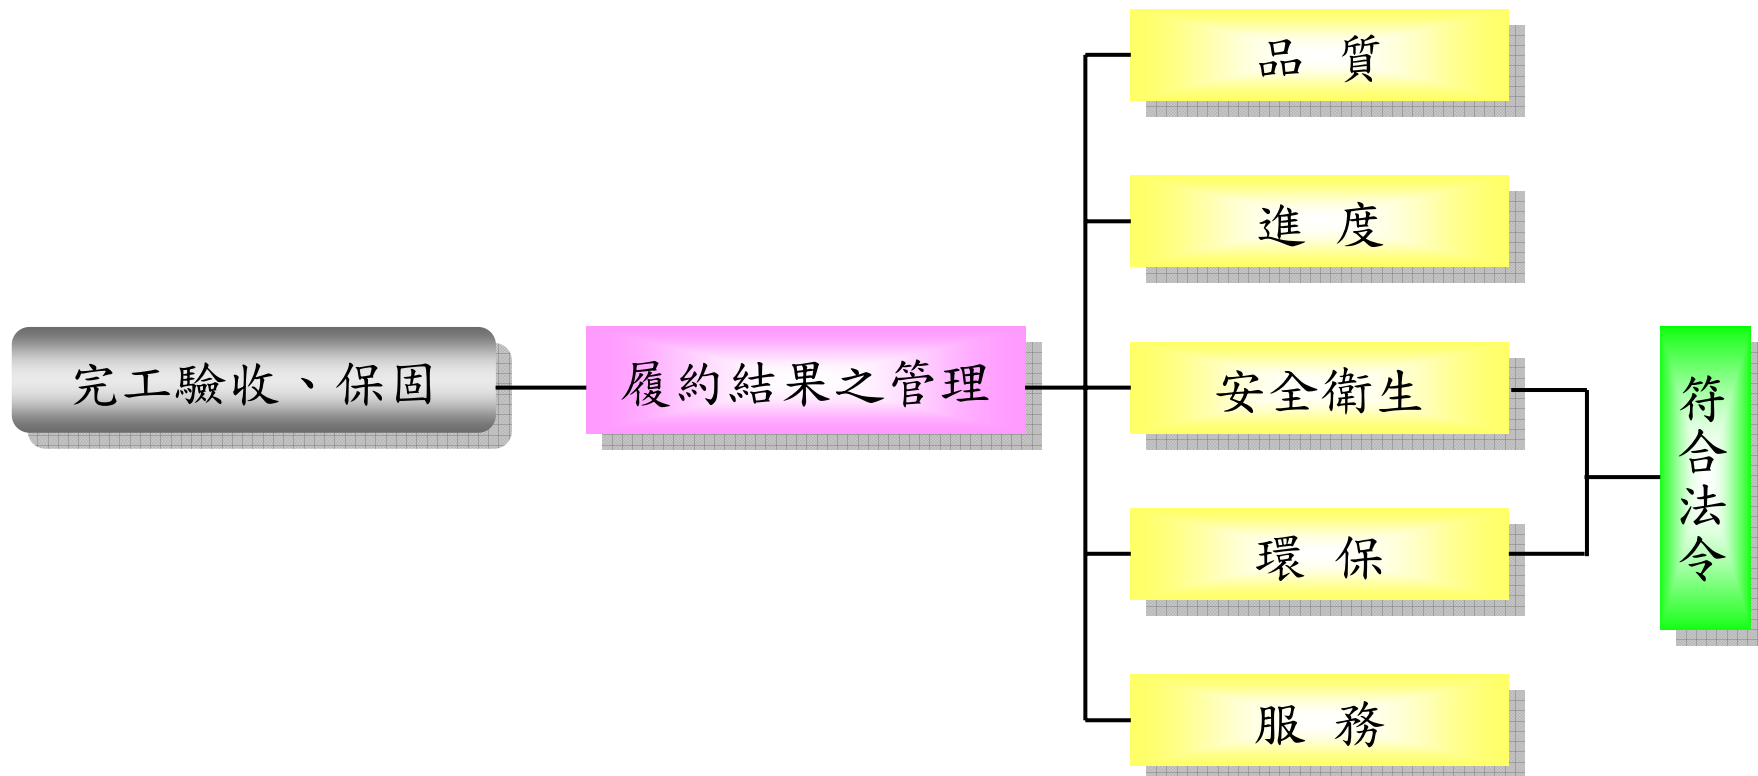 完工驗收、保固
履約結果之管理
品 質
進 度
安全衛生
環 保
服 務
符合法令